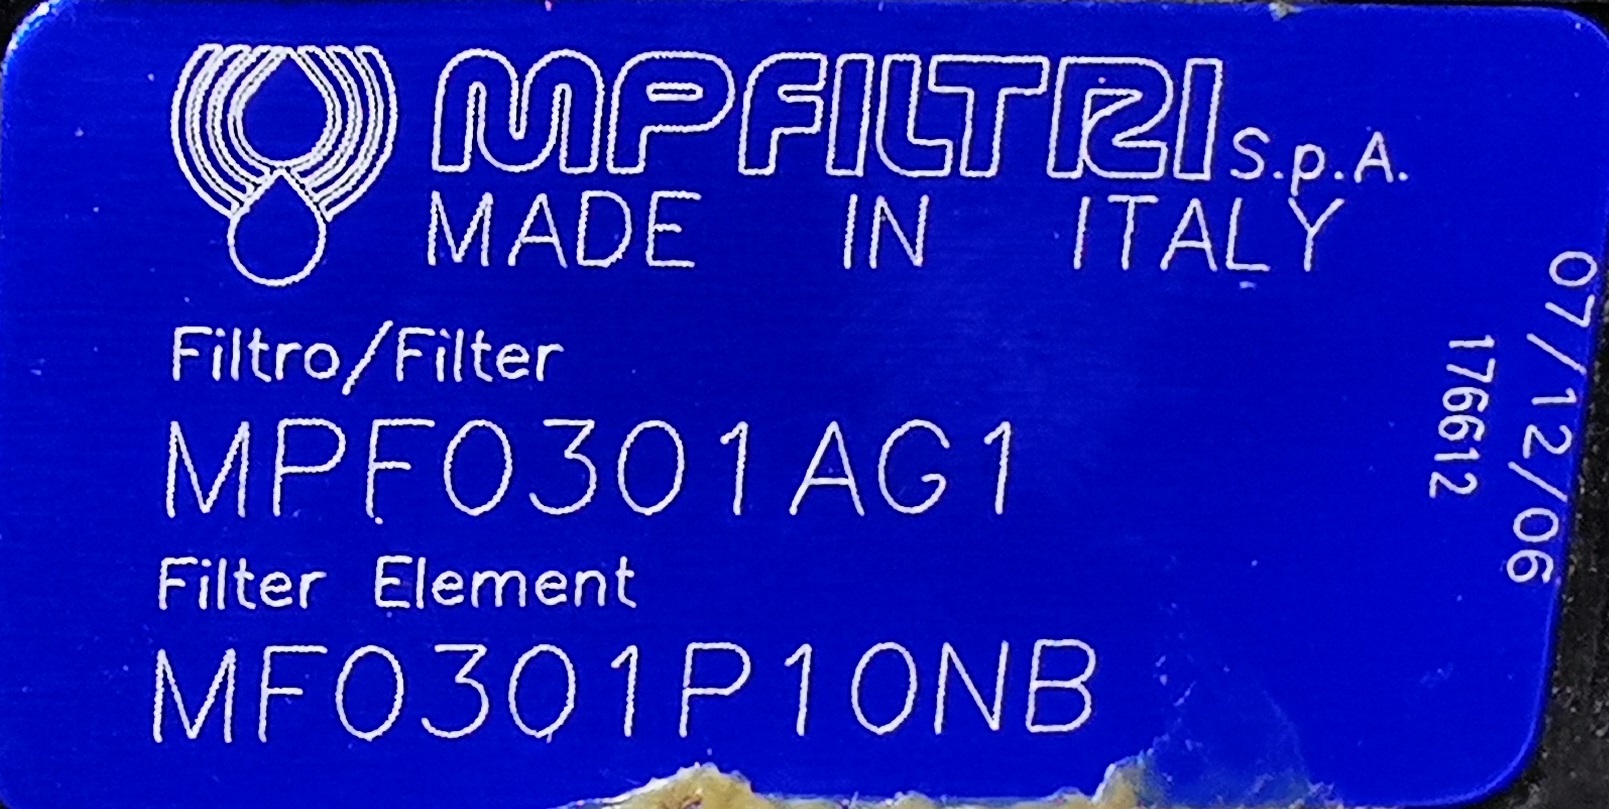 MPFILTRI S.p.A.
MADE IN ITALY
Filtro/Filter
MPF0301AG1
Filter Element
MF0301P10NB
07/12/06
176612